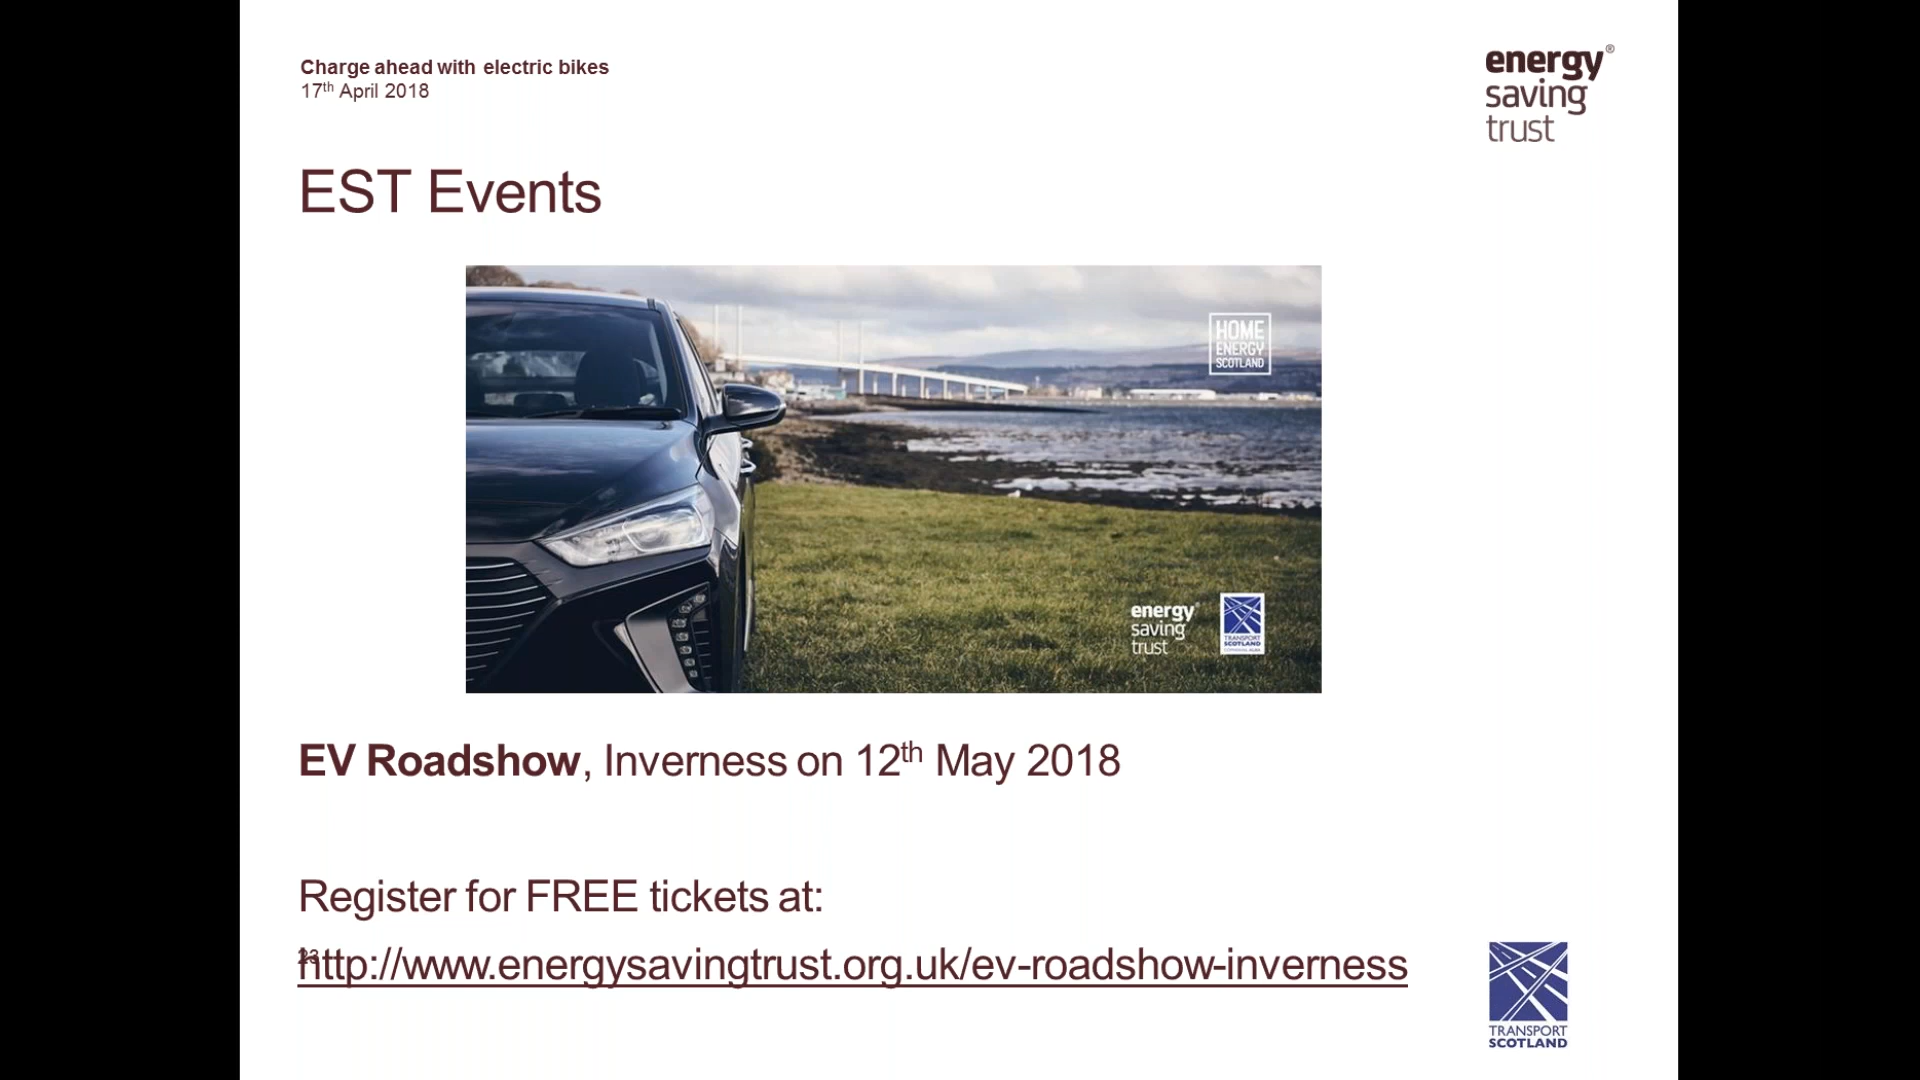 Charge ahead with electric bikes
17th April 2018
energy®
saving
trust
EST Events
HOME
ENERGY
SCOTLAND
energy
saving
trust
TRANSPORT
SCOTLAND
EV Roadshow, Inverness on 12th May 2018
Register for FREE tickets at:
23
http://www.energysavingtrust.org.uk/ev-roadshow-inverness
TRANSPORT
SCOTLAND